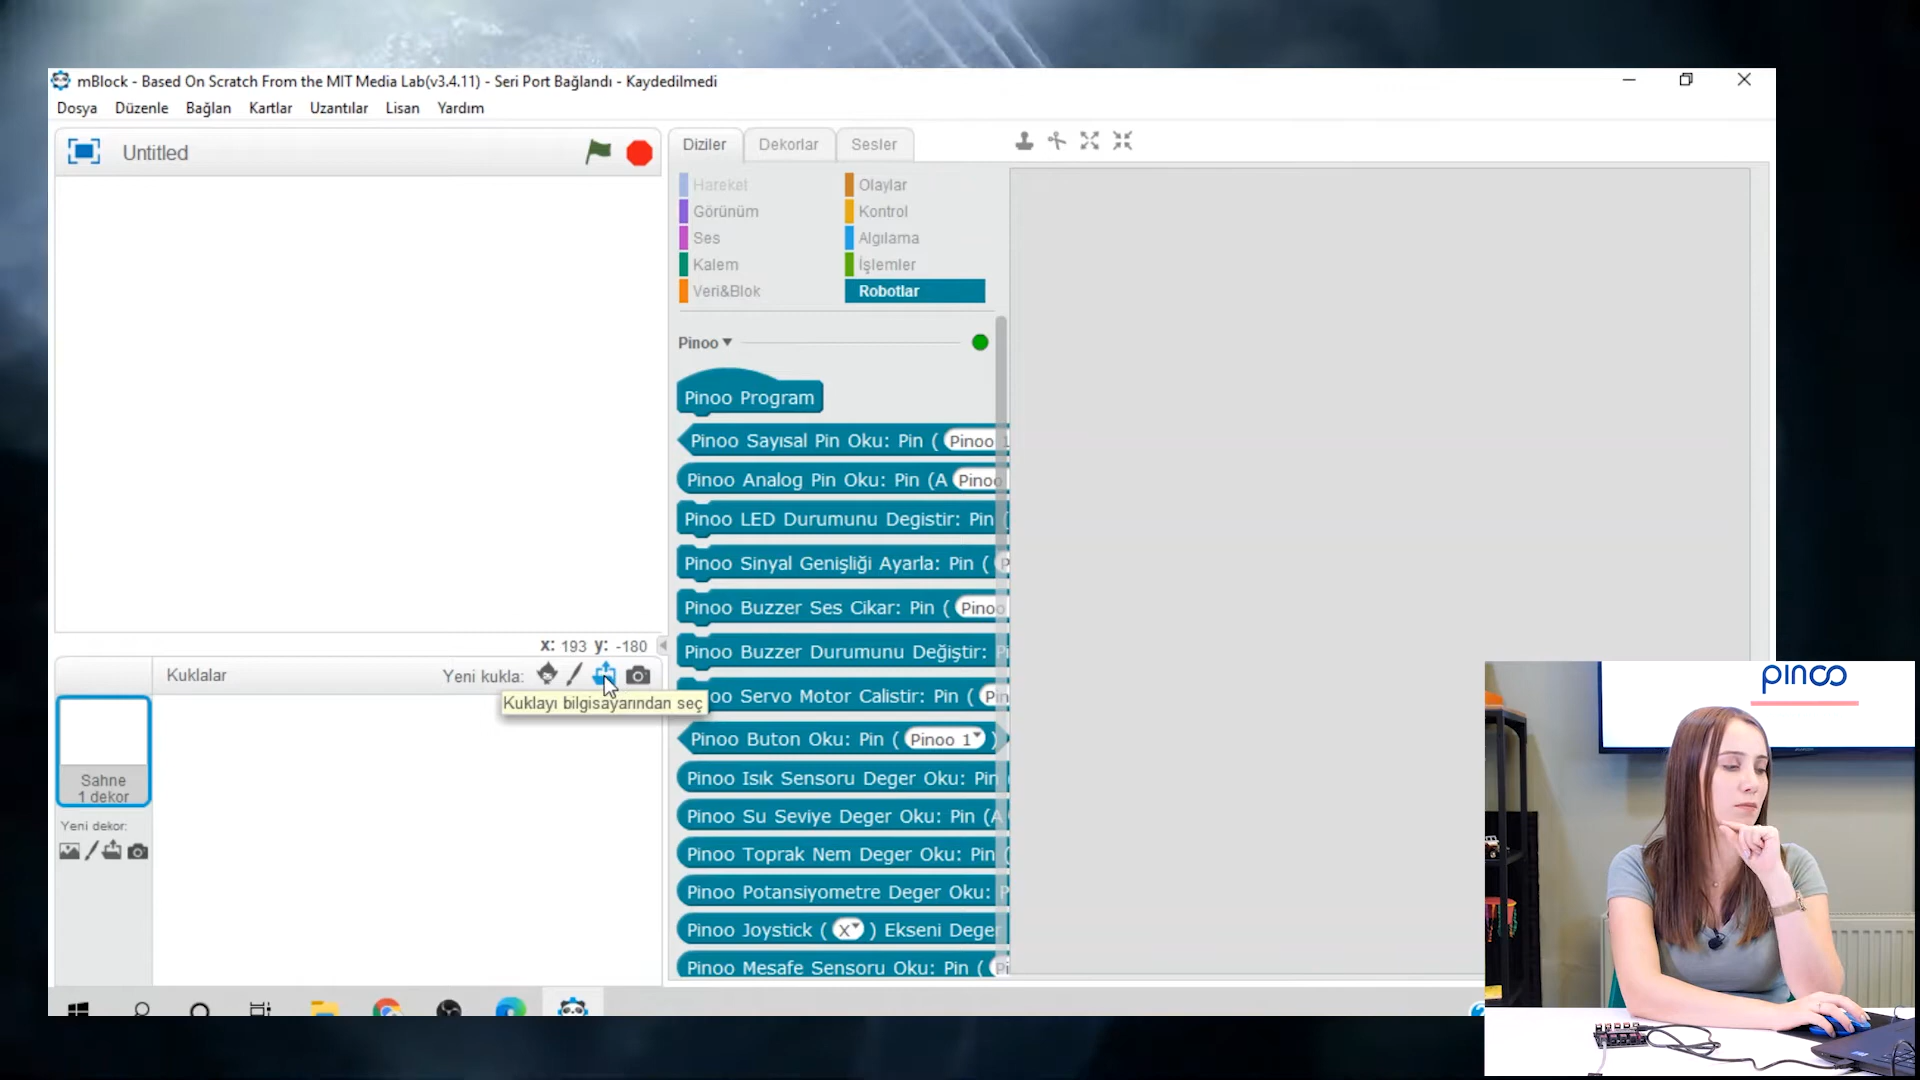 mBlock - Based On Scratch From the MIT Media Lab(v3.4.11) - Seri Port Bağlandı - Kaydedilmedi
Dosya Düzenle Bağlan Kartlar Uzantılar Lisan Yardım
Untitled
Diziler Dekorlar Sesler
Hareket Olaylar
Görünüm Kontrol
Ses Algılama
Kalem İşlemler
Veri&Blok Robotlar
Pinoo
Pinoo Program
Pinoo Sayısal Pin Oku: Pin ( Pinoo 1
Pinoo Analog Pin Oku: Pin (A Pinoo
Pinoo LED Durumunu Degistir: Pin (
Pinoo Sinyal Genişliği Ayarla: Pin ( P
Pinoo Buzzer Ses Cikar: Pin ( Pinoo
Pinoo Buzzer Durumunu Değiştir: Pi
oo Servo Motor Calistir: Pin ( Pin
Pinoo Buton Oku: Pin ( Pinoo 1 )
Pinoo Isık Sensoru Deger Oku: Pin (
Pinoo Su Seviye Deger Oku: Pin (A
Pinoo Toprak Nem Deger Oku: Pin (
Pinoo Potansiyometre Deger Oku: P
Pinoo Joystick ( X ) Ekseni Deger
Pinoo Mesafe Sensoru Oku: Pin ( Pi
x: 193 y: -180
Kuklalar Yeni kukla:
Kuklayı bilgisayarından seç
Sahne
1 dekor
Yeni dekor:
pinoo